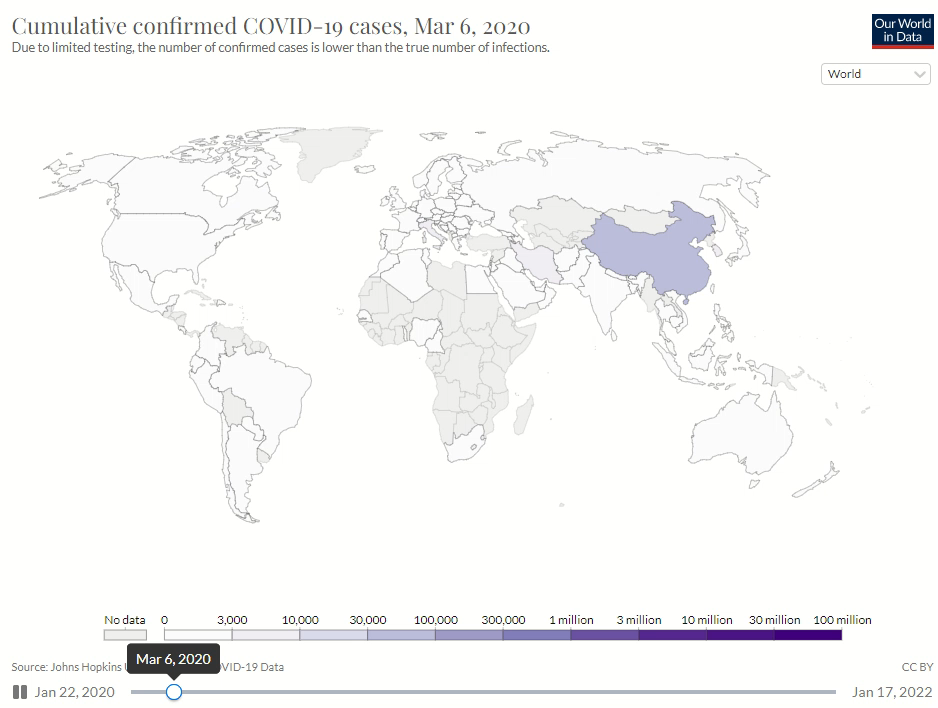 Cumulative confirmed COVID-19 cases, Mar 6, 2020
Due to limited testing, the number of confirmed cases is lower than the true number of infections.
Our World
in Data
World
No data 0 3,000 10,000 30,000 100,000 300,000 1 million 3 million 10 million 30 million 100 million
Mar 6, 2020
Source: Johns Hopkins VID-19 Data
CC BY
Jan 22, 2020
Jan 17, 2022